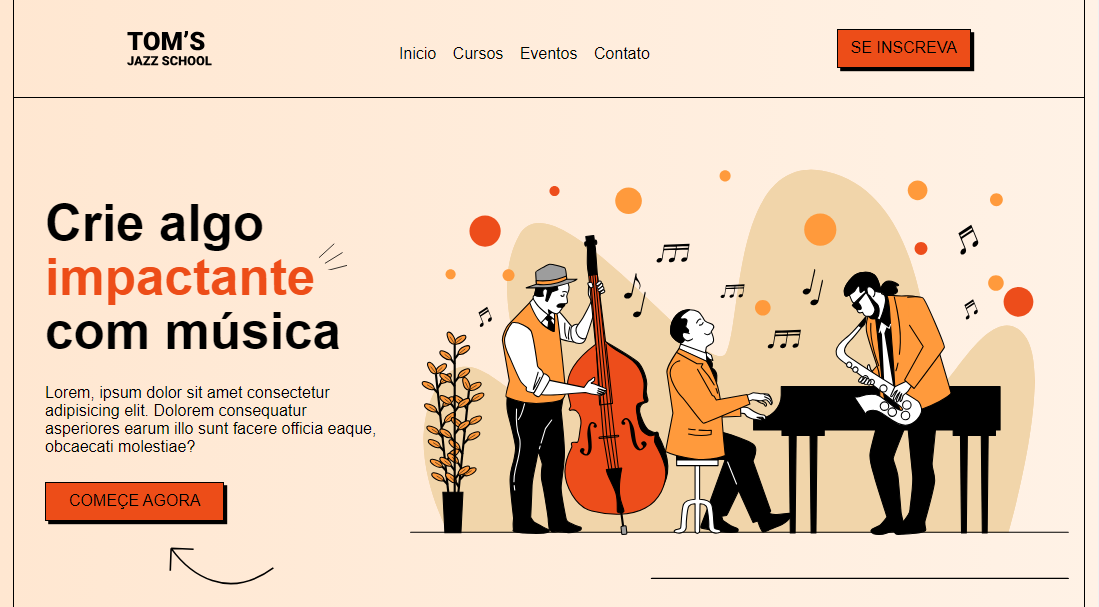 TOM'S
JAZZ SCHOOL
Inicio Cursos Eventos Contato
SE INSCREVA
Crie algo
impactante
com música
Lorem, ipsum dolor sit amet consectetur
adipisicing elit. Dolorem consequatur
asperiores earum illo sunt facere officia eaque,
obcaecati molestiae?
COMEÇE AGORA